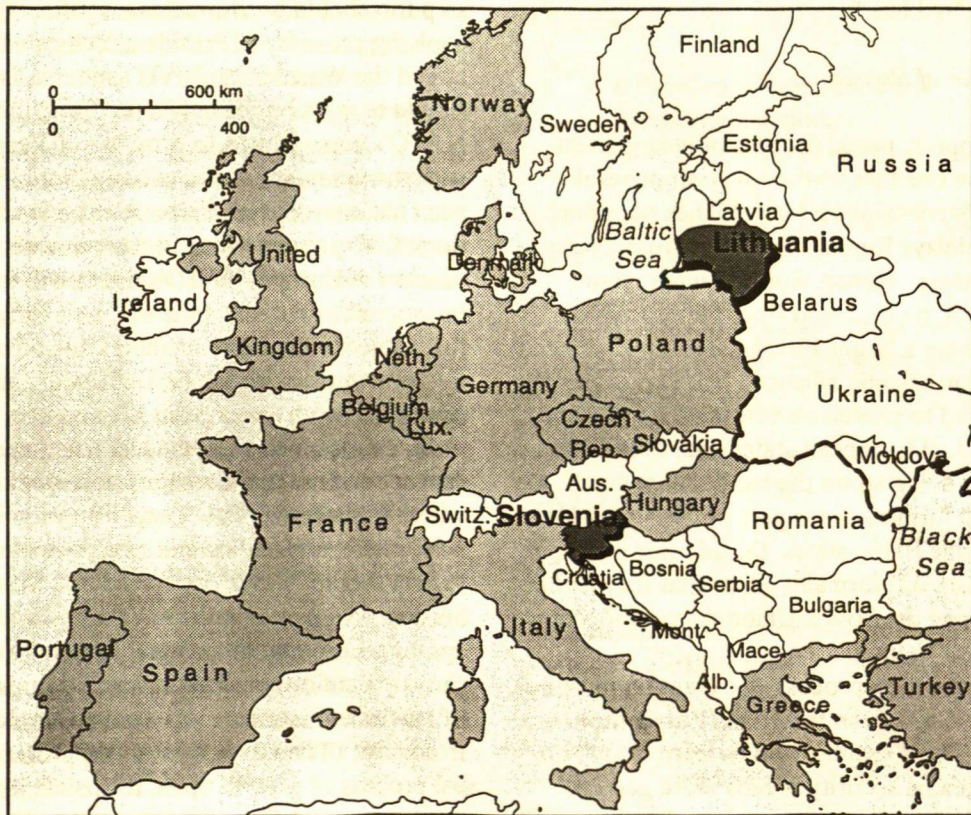 Finland
0 600 km
0 400
Norway
Sweden
Estonia
Russia
Latvia
Baltic
Sea
Lithuania
Denmark
United
Kingdom
Ireland
Belarus
Neth.
Poland
Germany
Belgium
Lux.
Ukraine
Czech
Rep.
Slovakia
Moldova
Aus.
Hungary
France
Switz.
Slovenia
Romania
Black
Sea
Croatia
Bosnia
Serbia
Bulgaria
Italy
Mont.
Mace.
Alb.
Portugal
Spain
Greece
Turkey